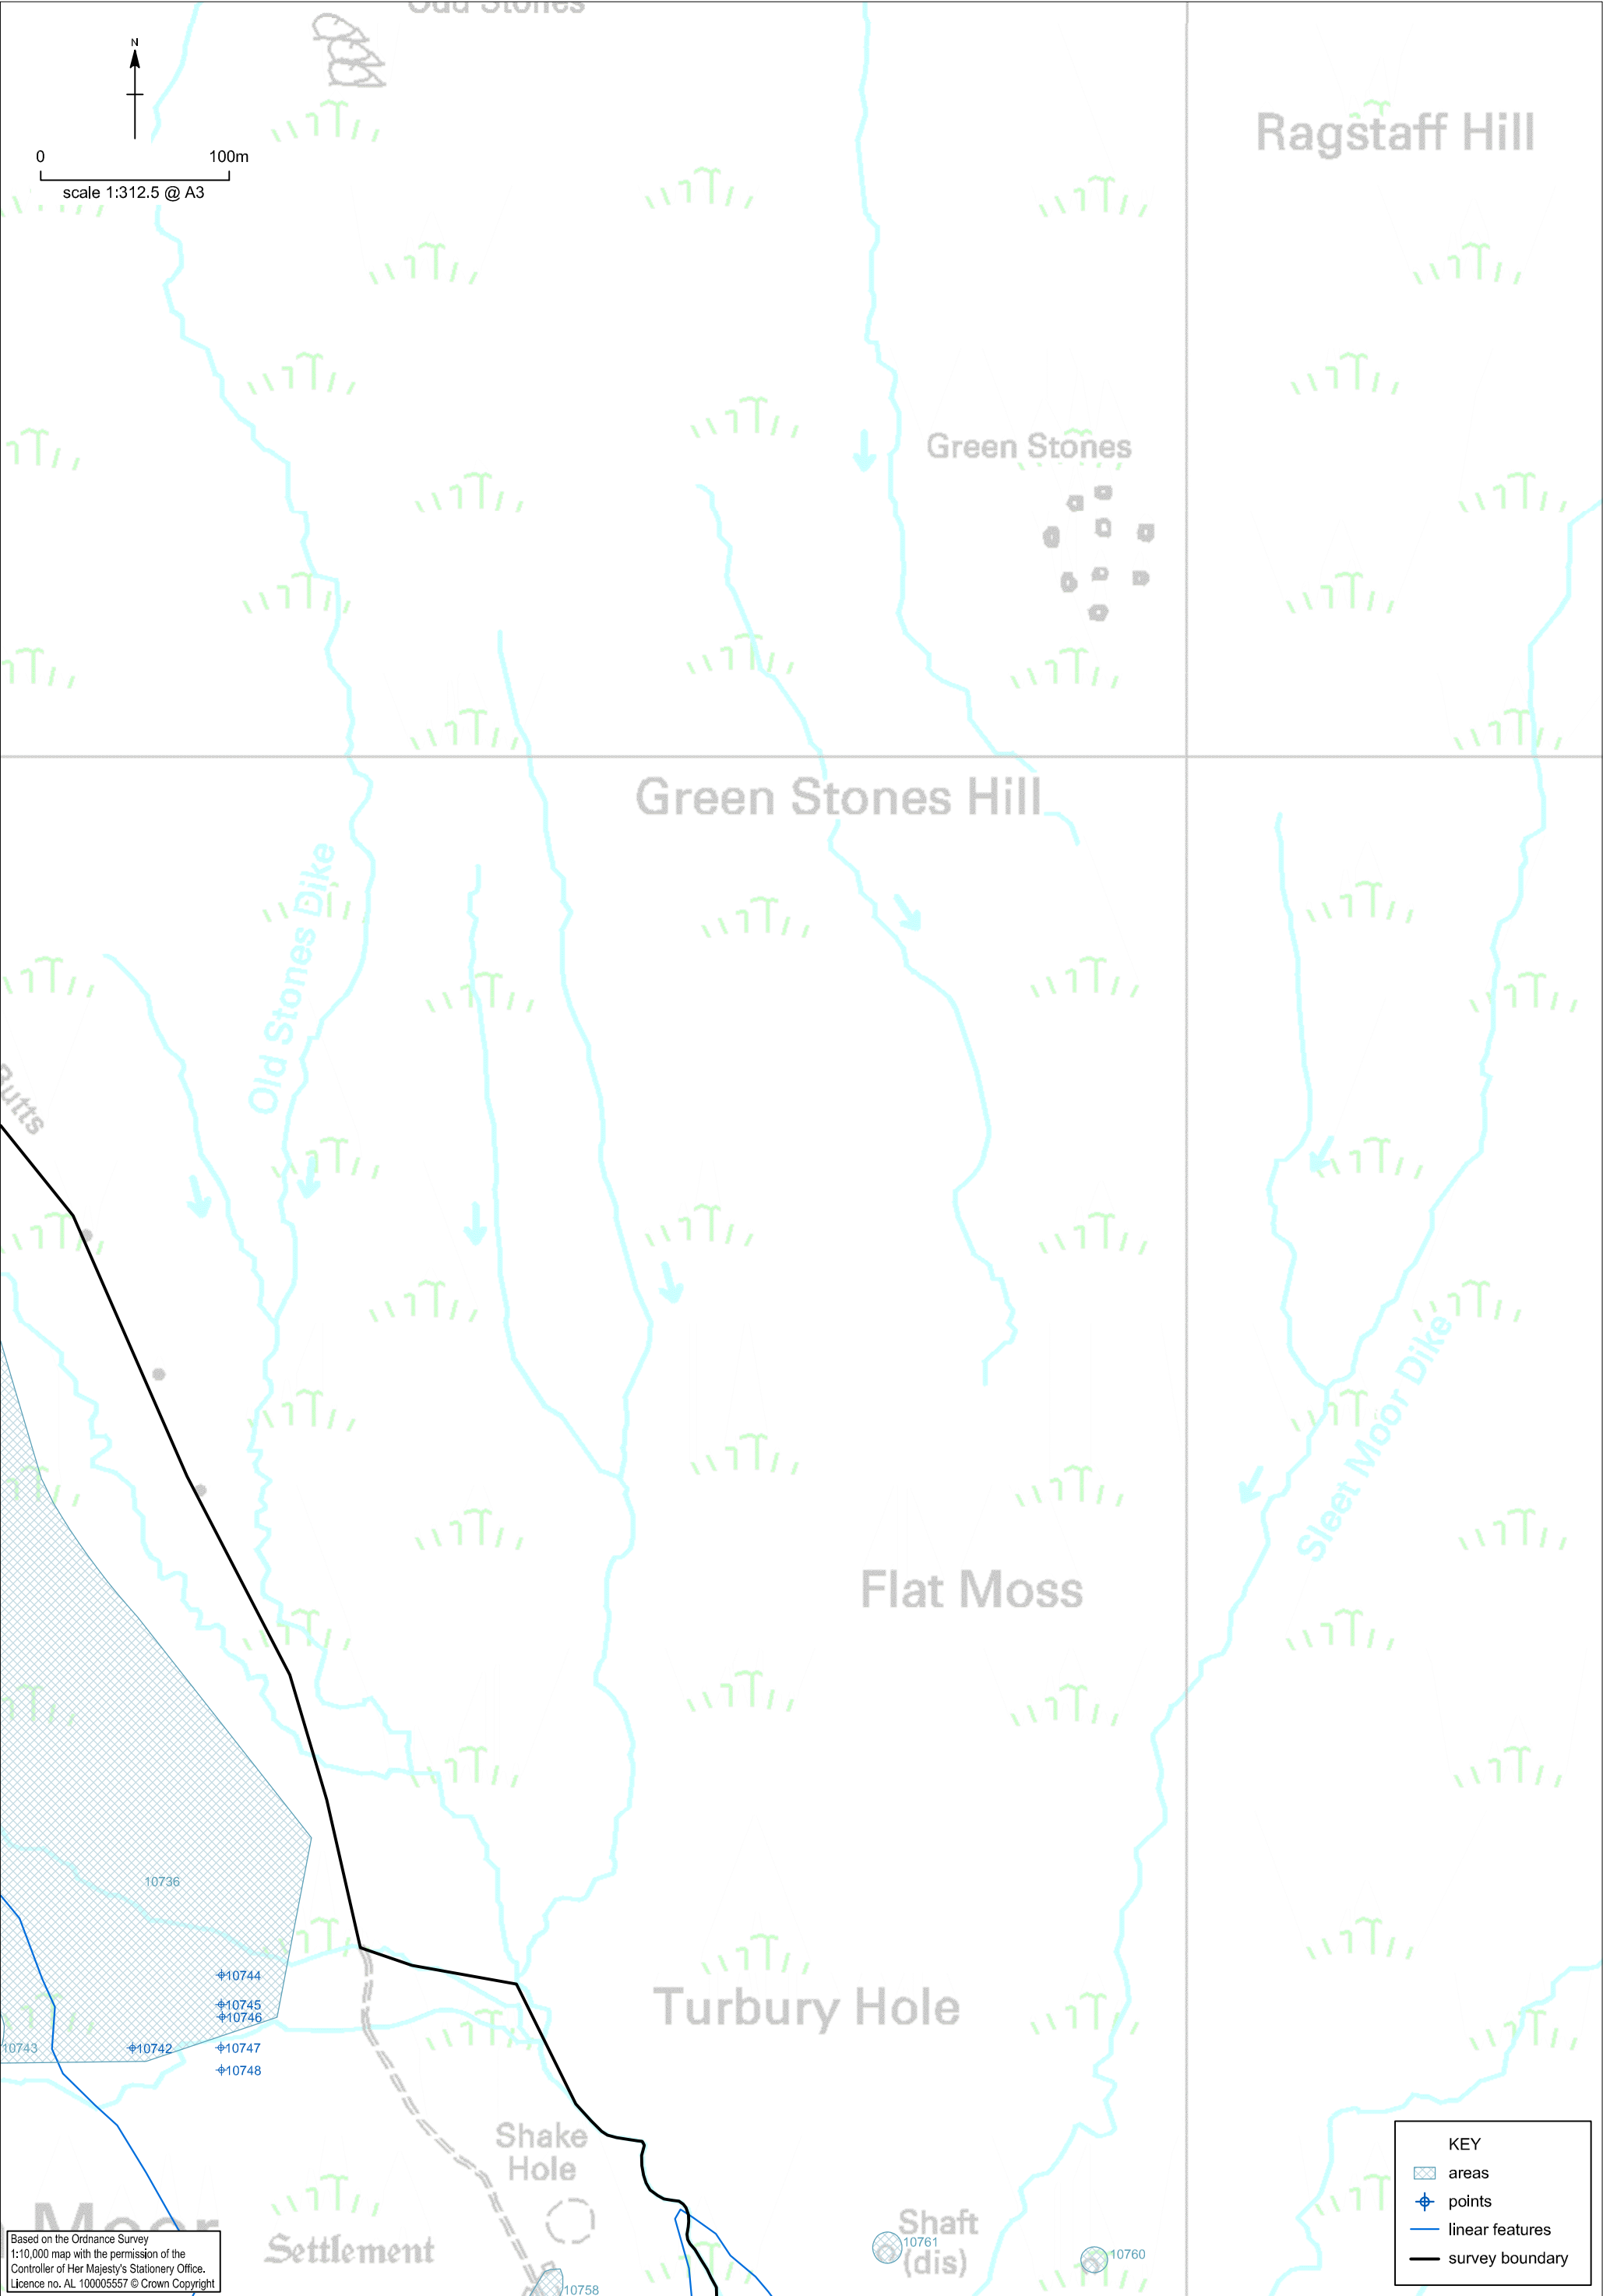 Odd Stones
N
0 100m
scale 1:312.5 @ A3
Ragstaff Hill
Green Stones
Green Stones Hill
Old Stones Dike
Butts
Sleet Moor Dike
Flat Moss
10736
10744
10745
10746
10743
10742
10747
10748
Turbury Hole
Shake
Hole
Moor
Settlement
Shaft
(dis)
10761
10760
10758
Based on the Ordnance Survey
1:10,000 map with the permission of the
Controller of Her Majesty's Stationery Office.
Licence no. AL 100005557 © Crown Copyright
KEY
areas
points
linear features
survey boundary